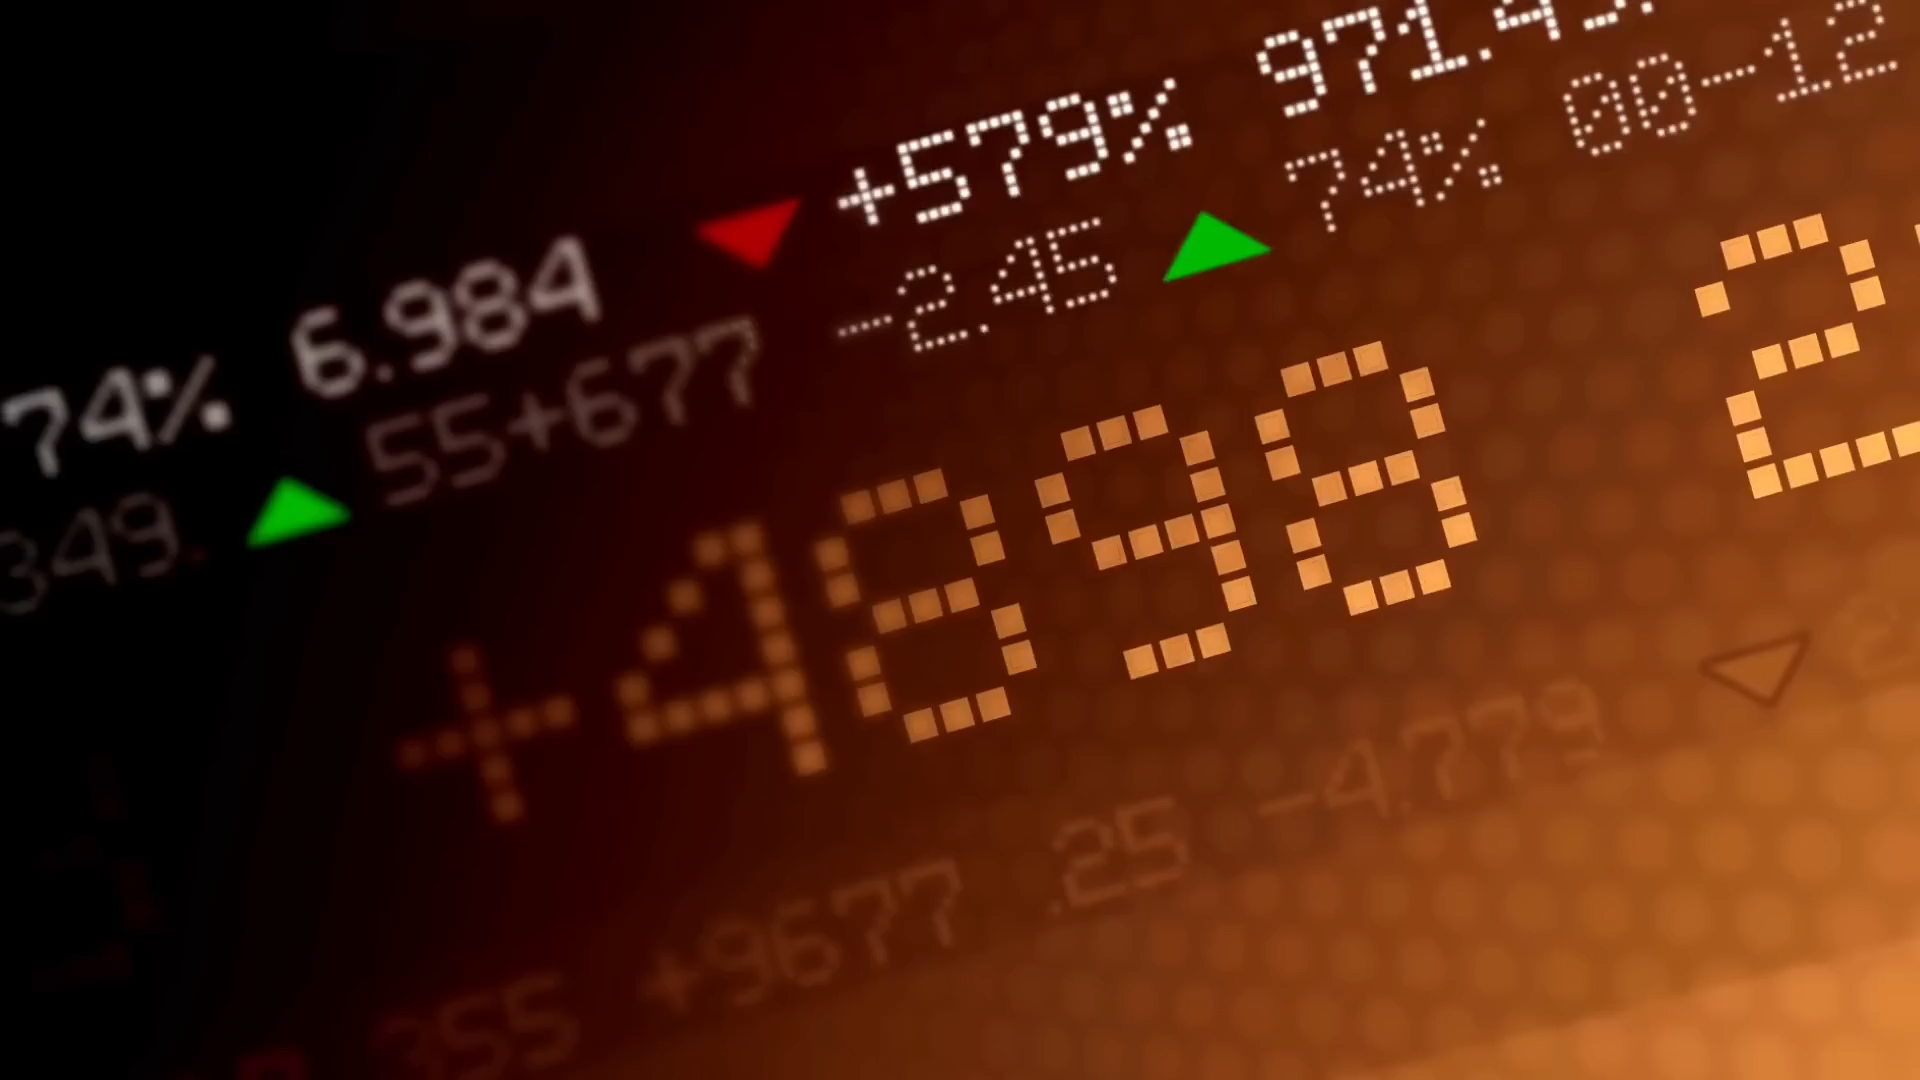 74% 6.984 +579% 971.4
349. 55+677 -2.45 74% 00-12
+4898 2
355 +9677 .25 -4.779